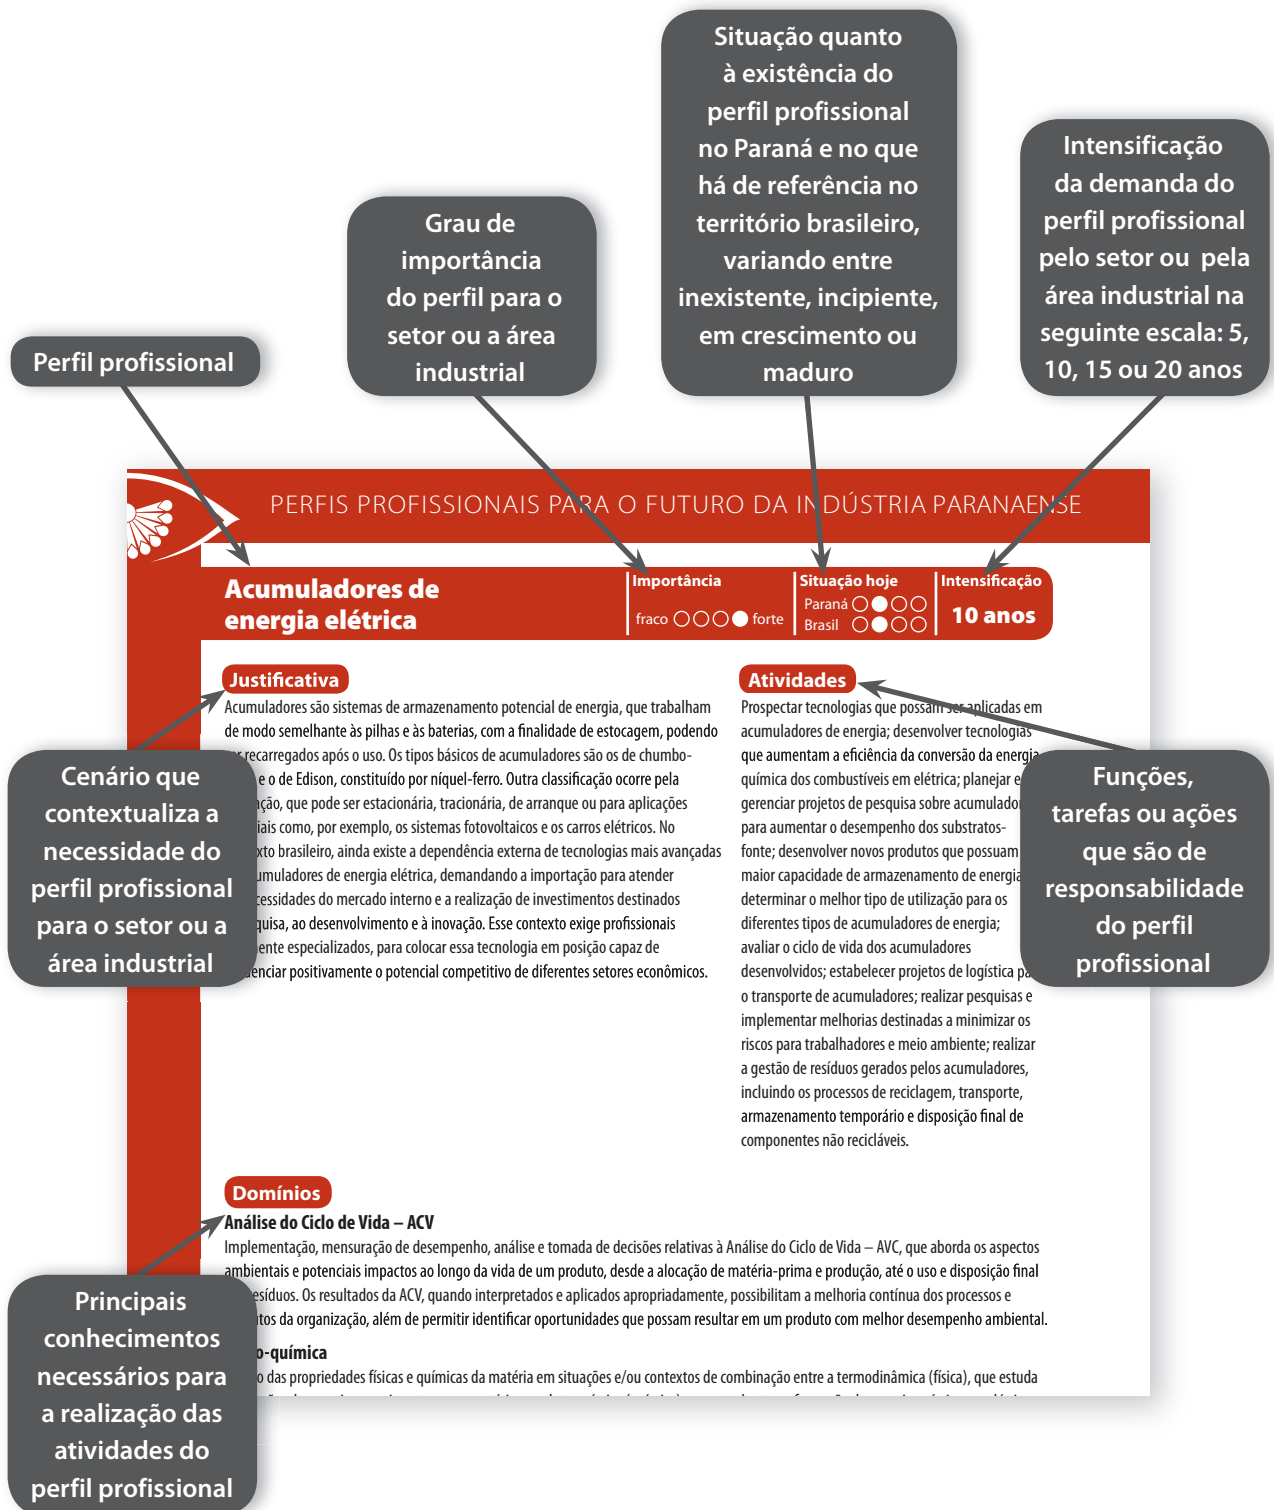 Situação quanto
à existência do
perfil profissional
no Paraná e no que
há de referência no
território brasileiro,
variando entre
inexistente, incipiente,
em crescimento ou
maduro
Intensificação
da demanda do
perfil profissional
pelo setor ou pela
área industrial na
seguinte escala: 5,
10, 15 ou 20 anos
Grau de
importância
do perfil para o
setor ou a área
industrial
Perfil profissional
PERFIS PROFISSIONAIS PARA O FUTURO DA INDÚSTRIA PARANAENSE
Acumuladores de
energia elétrica
Importância
fraco forte
Situação hoje
Paraná
Brasil
Intensificação
10 anos
Justificativa
Acumuladores são sistemas de armazenamento potencial de energia, que trabalham
de modo semelhante às pilhas e às baterias, com a finalidade de estocagem, podendo
recarregados após o uso. Os tipos básicos de acumuladores são os de chumbo-
e o de Edison, constituído por níquel-ferro. Outra classificação ocorre pela
que pode ser estacionária, tracionária, de arranque ou para aplicações
como, por exemplo, os sistemas fotovoltaicos e os carros elétricos. No
brasileiro, ainda existe a dependência externa de tecnologias mais avançadas
de energia elétrica, demandando a importação para atender
do mercado interno e a realização de investimentos destinados
ao desenvolvimento e à inovação. Esse contexto exige profissionais
especializados, para colocar essa tecnologia em posição capaz de
positivamente o potencial competitivo de diferentes setores econômicos.
Atividades
Prospectar tecnologias que possam ser aplicadas em
acumuladores de energia; desenvolver tecnologias
que aumentam a eficiência da conversão da energia
química dos combustíveis em elétrica; planejar e
gerenciar projetos de pesquisa sobre
para aumentar o desempenho dos substratos-
fonte; desenvolver novos produtos que possuam
maior capacidade de armazenamento de energia
determinar o melhor tipo de utilização para os
diferentes tipos de acumuladores de energia;
avaliar o ciclo de vida dos acumuladores
desenvolvidos; estabelecer projetos de logística
o transporte de acumuladores; realizar pesquisas e
implementar melhorias destinadas a minimizar os
riscos para trabalhadores e meio ambiente; realizar
a gestão de resíduos gerados pelos acumuladores,
incluindo os processos de reciclagem, transporte,
armazenamento temporário e disposição final de
componentes não recicláveis.
Cenário que
contextualiza a
necessidade do
perfil profissional
para o setor ou a
área industrial
Funções,
tarefas ou ações
que são de
responsabilidade
do perfil
profissional
Domínios
Análise do Ciclo de Vida – ACV
Implementação, mensuração de desempenho, análise e tomada de decisões relativas à Análise do Ciclo de Vida – AVC, que aborda os aspectos
ambientais e potenciais impactos ao longo da vida de um produto, desde a alocação de matéria-prima e produção, até o uso e disposição final
Os resultados da ACV, quando interpretados e aplicados apropriadamente, possibilitam a melhoria contínua dos processos e
da organização, além de permitir identificar oportunidades que possam resultar em um produto com melhor desempenho ambiental.
das propriedades físicas e químicas da matéria em situações e/ou contextos de combinação entre a termodinâmica (física), que estuda
Principais
conhecimentos
necessários para
a realização das
atividades do
perfil profissional